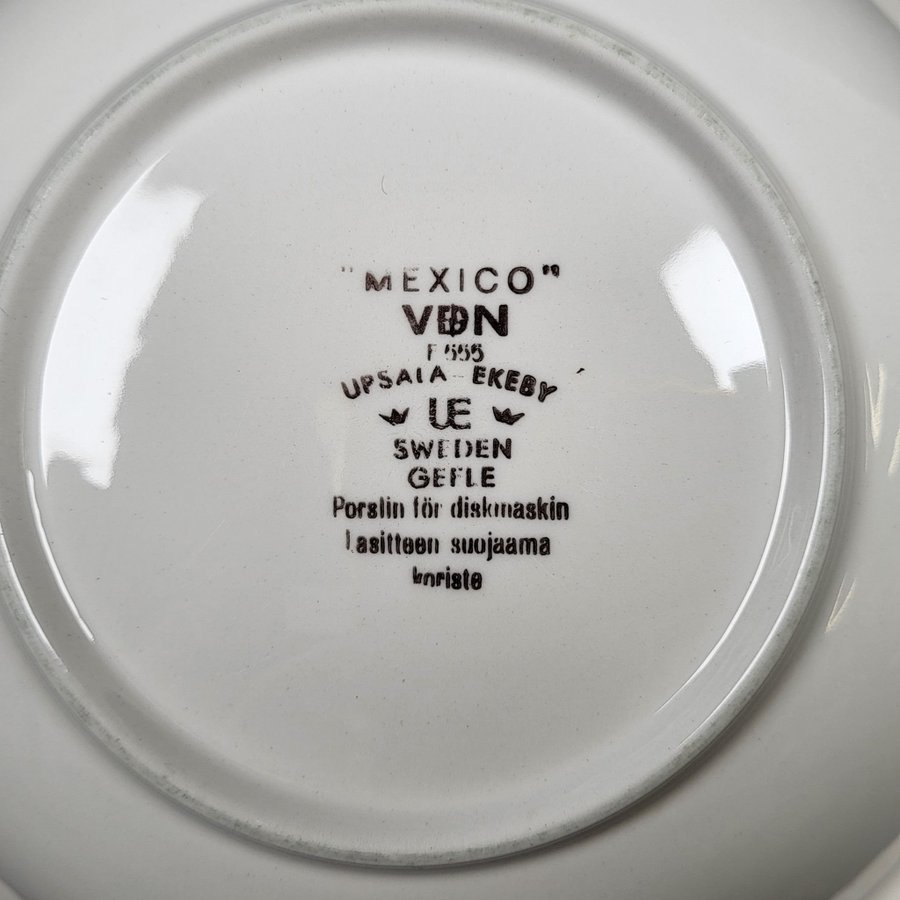 "MEXICO"
VDN
F 555
UPSALA-EKEBY
UE
SWEDEN
GEFLE
Porslin för diskmaskin
Lasitteen suojaama
koriste